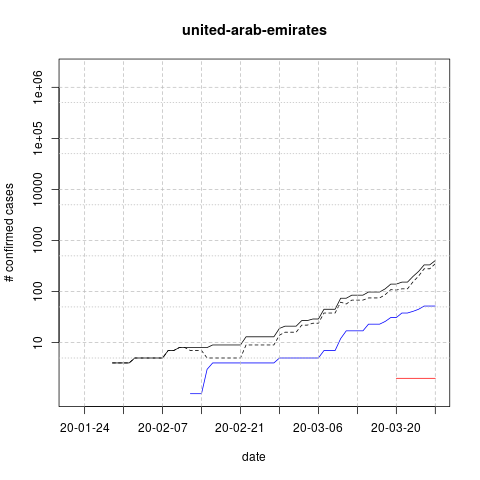 united-arab-emirates
# confirmed cases
1e+06
1e+05
10000
1000
100
10
20-01-24
20-02-07
20-02-21
20-03-06
20-03-20
date